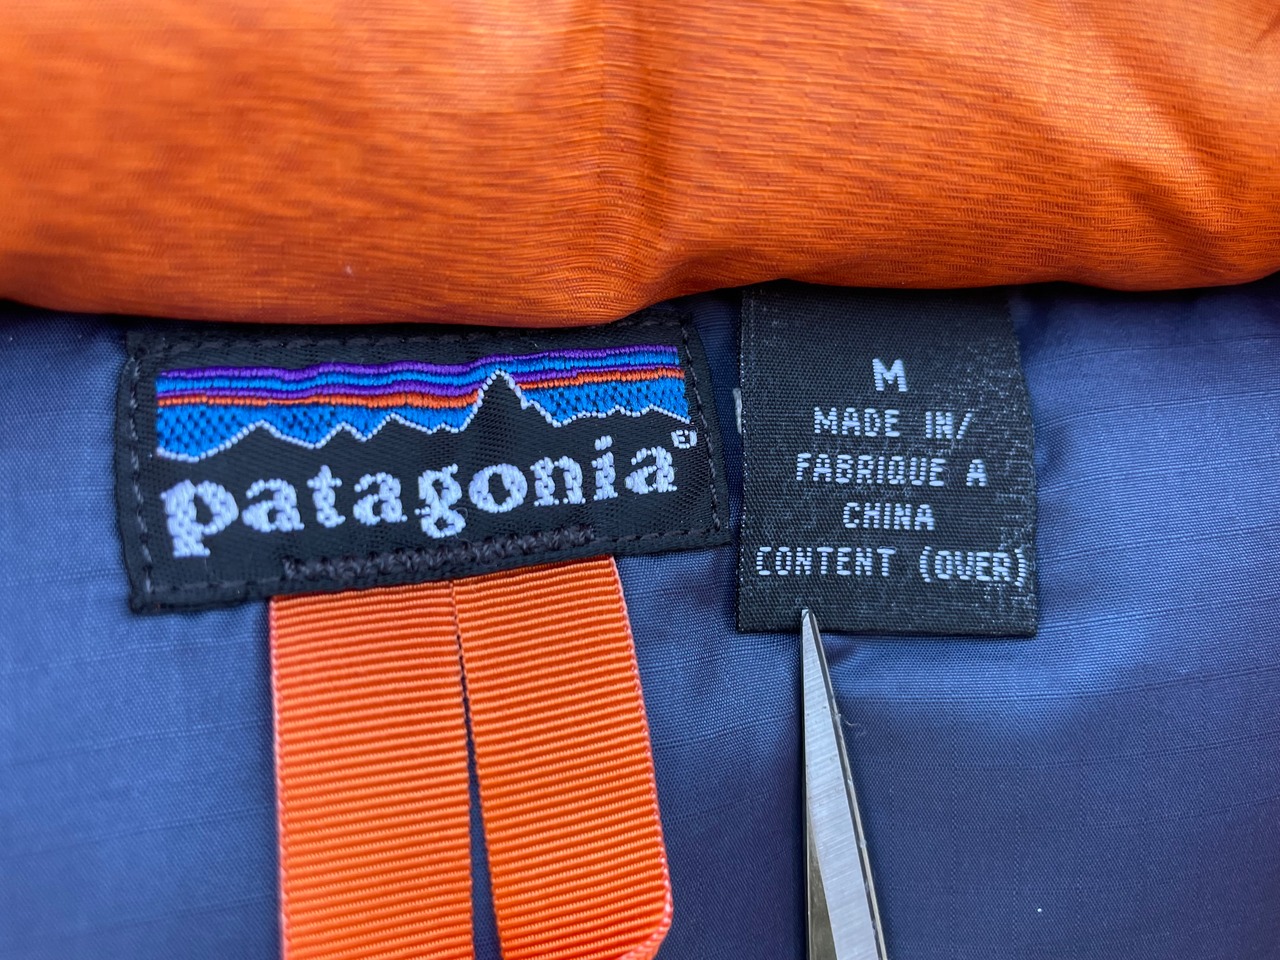 patagonia®
M
MADE IN/
FABRIQUE A
CHINA
CONTENT (OVER)